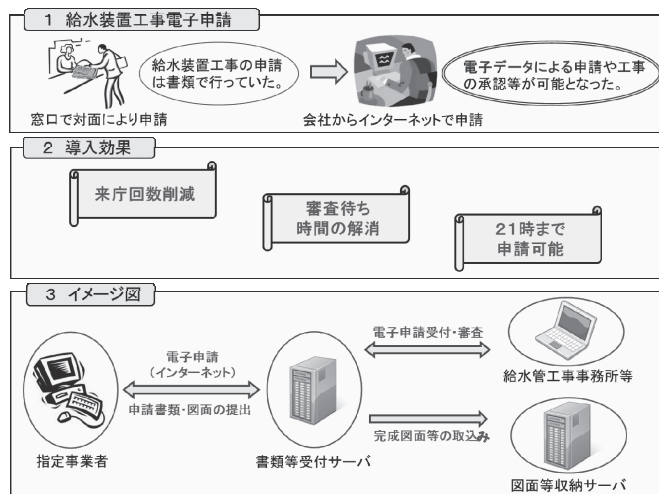 1 給水装置工事電子申請
給水装置工事の申請
は書類で行っていた。
電子データによる申請や工事
の承認等が可能となった。
窓口で対面により申請
会社からインターネットで申請
2 導入効果
来庁回数削減
審査待ち
時間の解消
21時まで
申請可能
3 イメージ図
電子申請
(インターネット)
申請書類・図面の提出
電子申請受付・審査
給水管工事事務所等
完成図面等の取込み
指定事業者
書類等受付サーバ
図面等収納サーバ